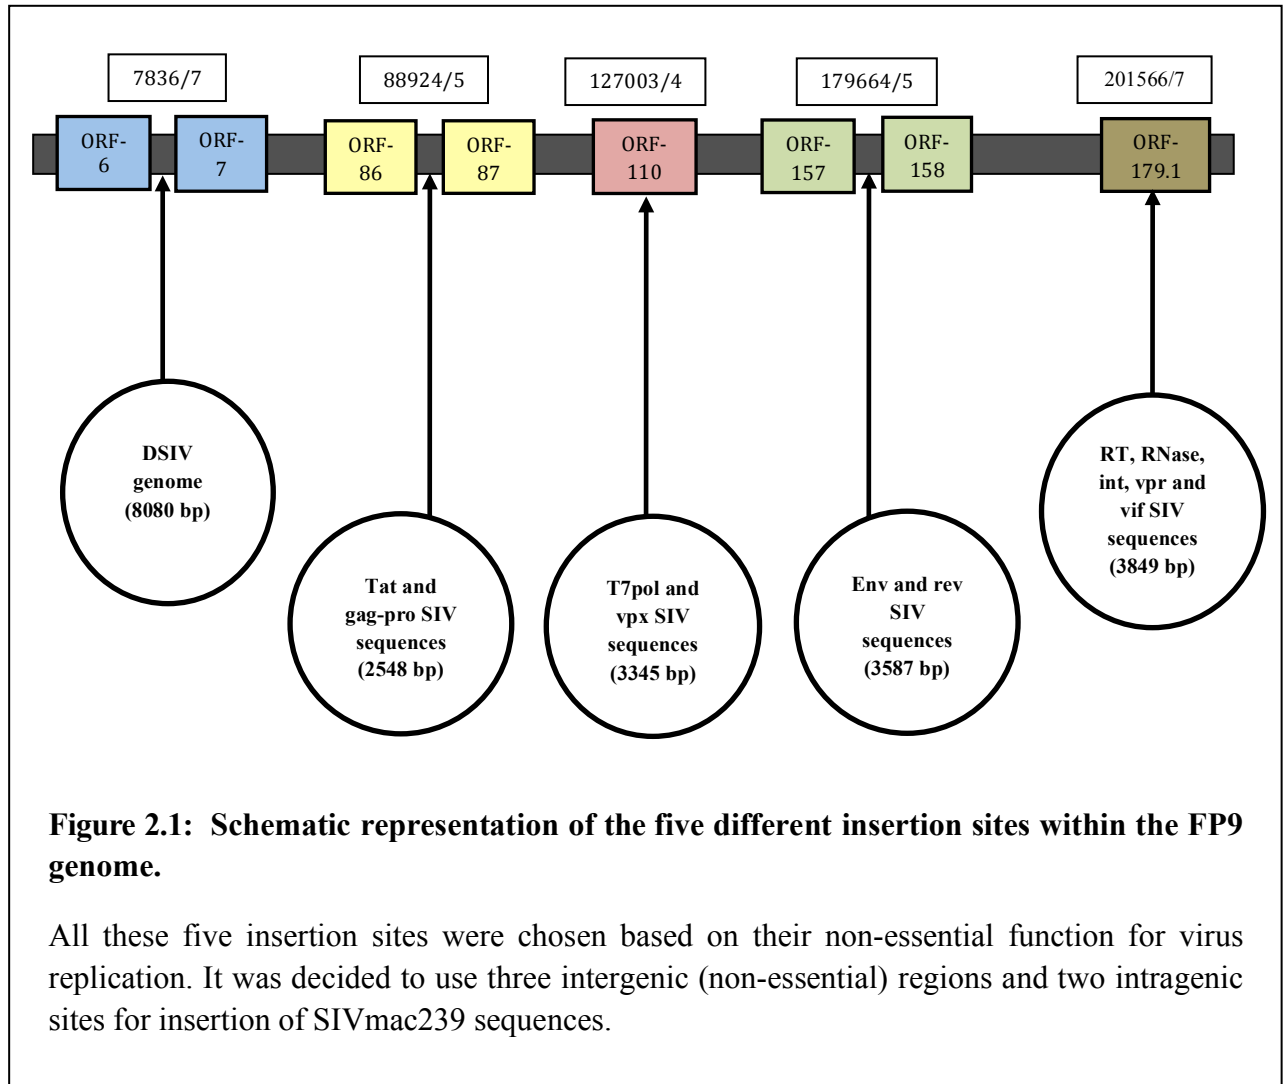 7836/7
88924/5
127003/4
179664/5
201566/7
ORF-
6
ORF-
7
ORF-
86
ORF-
87
ORF-
110
ORF-
157
ORF-
158
ORF-
179.1
DSIV
genome
(8080 bp)
Tat and
gag-pro SIV
sequences
(2548 bp)
T7pol and
vpx SIV
sequences
(3345 bp)
Env and rev
SIV
sequences
(3587 bp)
RT, RNase,
int, vpr and
vif SIV
sequences
(3849 bp)
Figure 2.1: Schematic representation of the five different insertion sites within the FP9
genome.
All these five insertion sites were chosen based on their non-essential function for virus
replication. It was decided to use three intergenic (non-essential) regions and two intragenic
sites for insertion of SIVmac239 sequences.